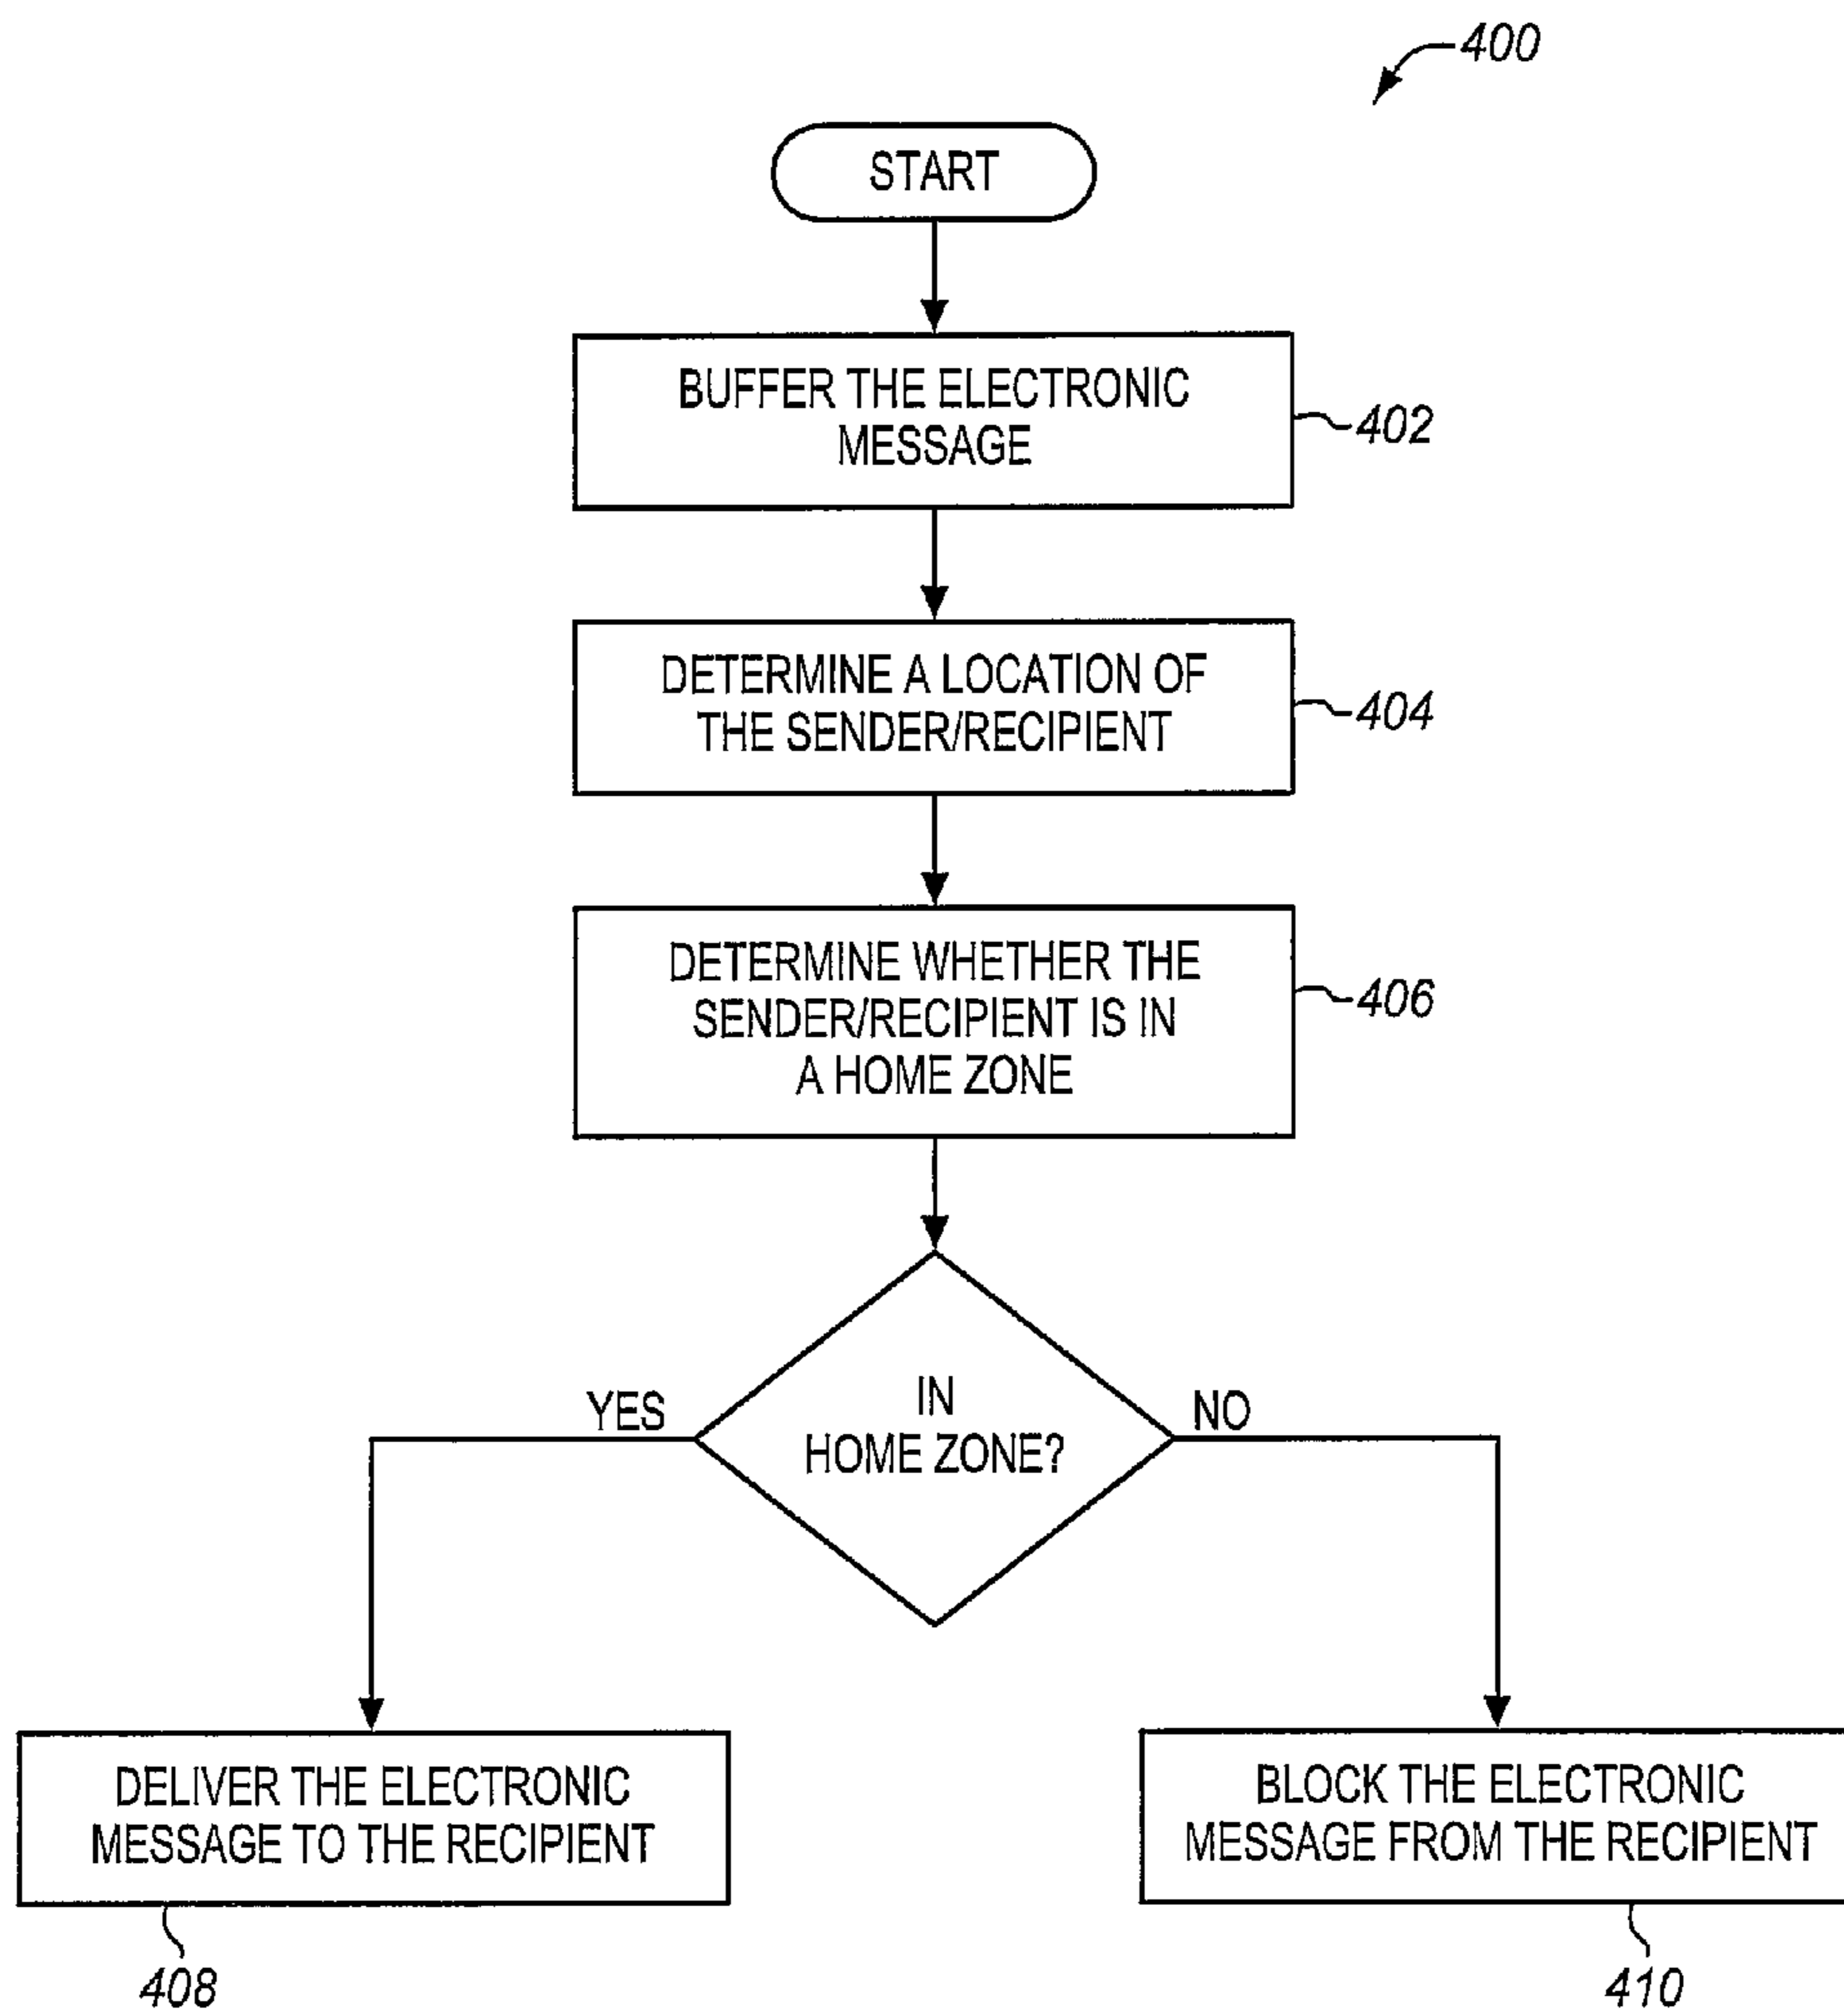 400
START
BUFFER THE ELECTRONIC
MESSAGE
402
DETERMINE A LOCATION OF
THE SENDER/RECIPIENT
404
DETERMINE WHETHER THE
SENDER/RECIPIENT IS IN
A HOME ZONE
406
IN
HOME ZONE?
YES
NO
DELIVER THE ELECTRONIC
MESSAGE TO THE RECIPIENT
408
BLOCK THE ELECTRONIC
MESSAGE FROM THE RECIPIENT
410